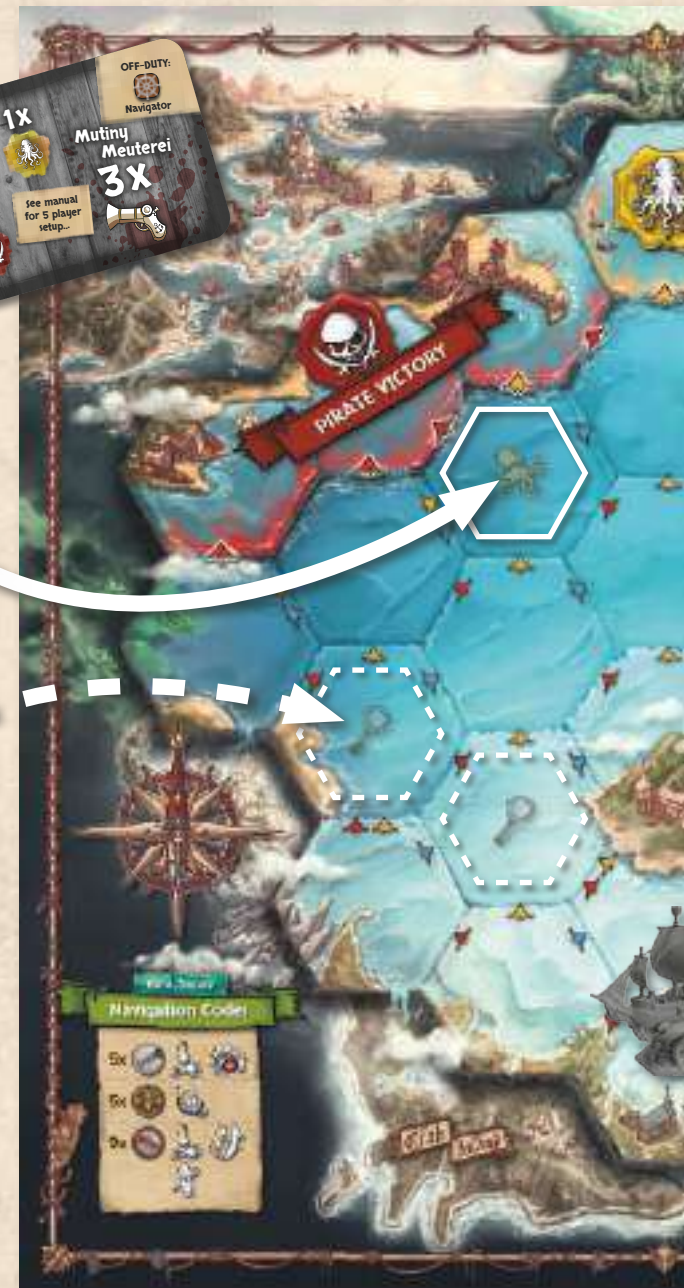 OFF-DUTY:
Navigator
1x
Mutiny
Meuterei
3x
See manual
for 5 player
setup...
PIRATE VICTORY
Navigation Code:
5x
5x
9x